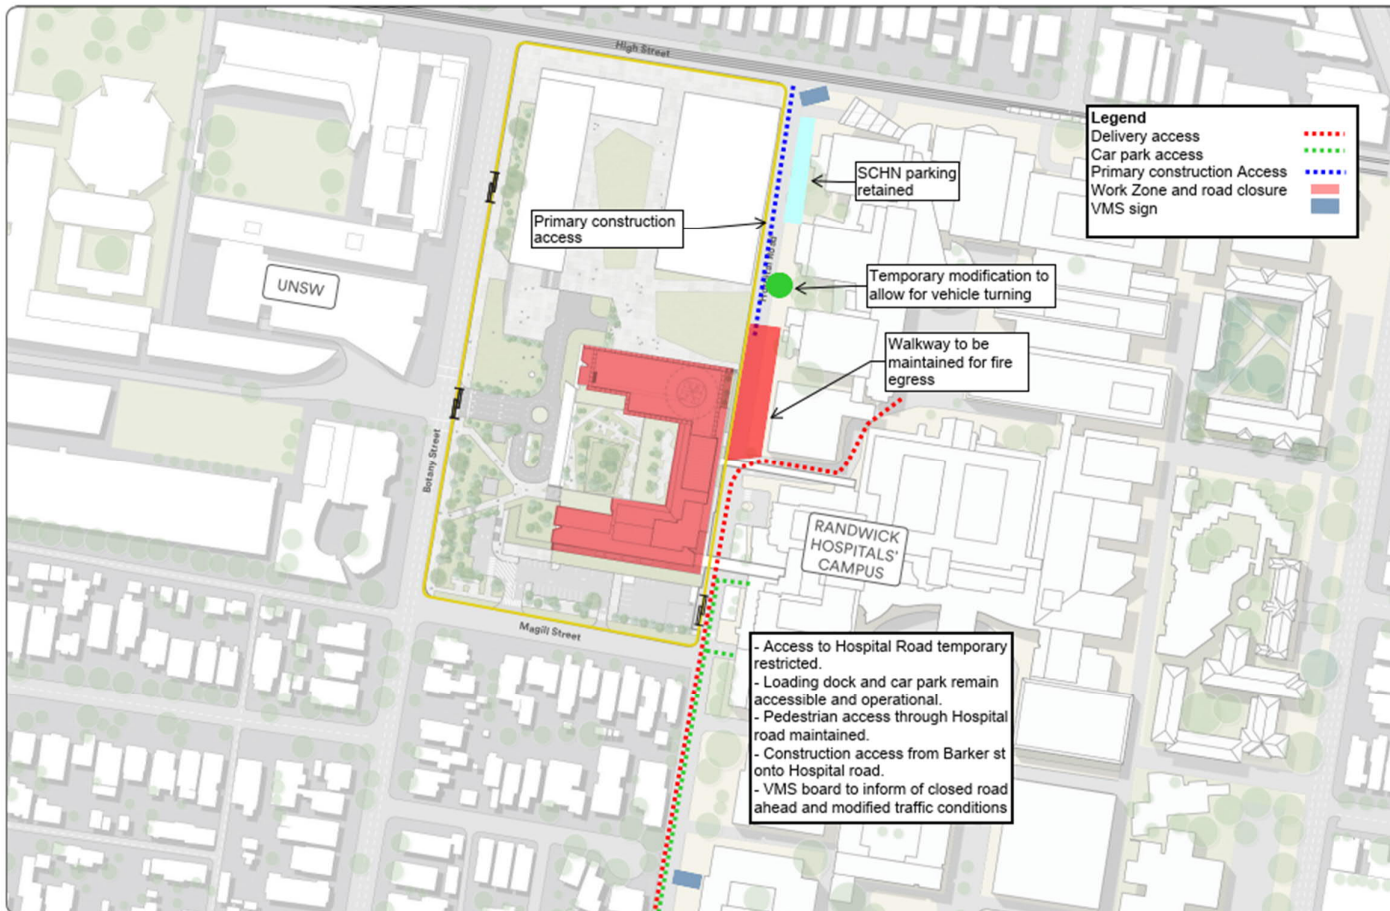 High Street
Legend
Delivery access
Car park access
Primary construction Access
Work Zone and road closure
VMS sign
SCHN parking
retained
Primary construction
access
Temporary modification to
allow for vehicle turning
UNSW
Walkway to be
maintained for fire
egress
Botany Street
RANDWICK
HOSPITALS'
CAMPUS
Magill Street
- Access to Hospital Road temporary
restricted.
- Loading dock and car park remain
accessible and operational.
- Pedestrian access through Hospital
road maintained.
- Construction access from Barker st
onto Hospital road.
- VMS board to inform of closed road
ahead and modified traffic conditions